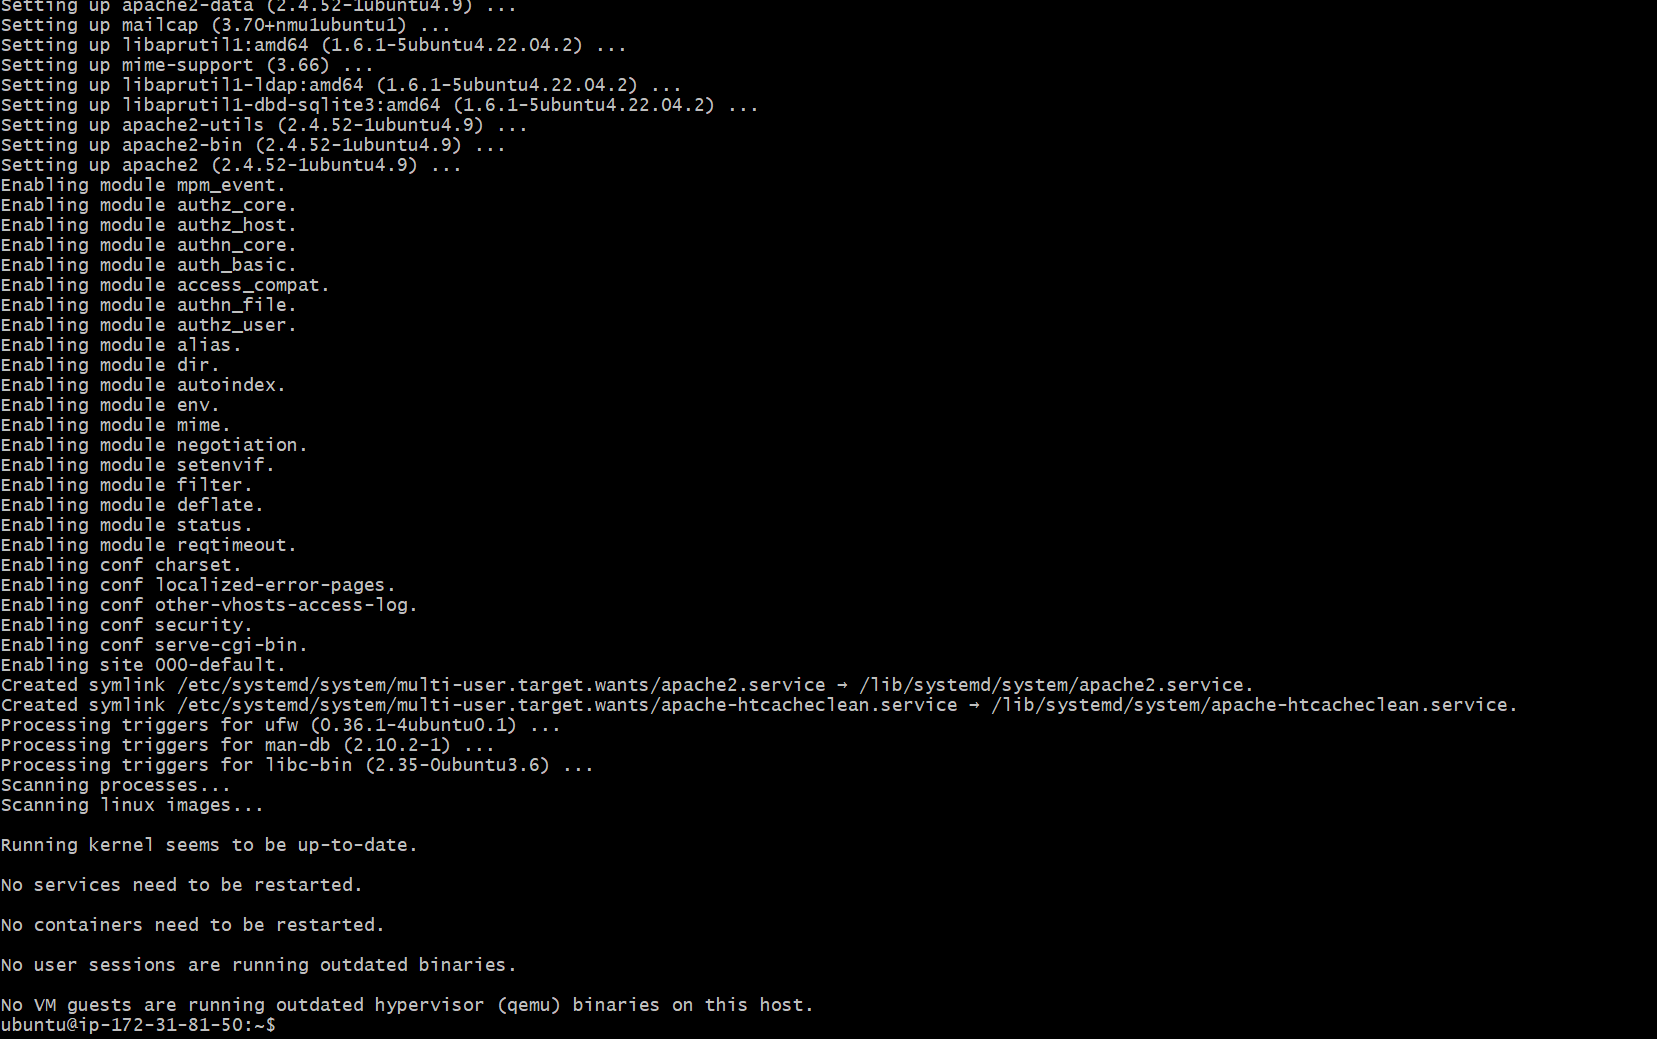 Setting up apache2-data (2.4.52-1ubuntu4.9) ...
Setting up mailcap (3.70+nmu1ubuntu1) ...
Setting up libaprutil1:amd64 (1.6.1-5ubuntu4.22.04.2) ...
Setting up mime-support (3.66) ...
Setting up libaprutil1-ldap:amd64 (1.6.1-5ubuntu4.22.04.2) ...
Setting up libaprutil1-dbd-sqlite3:amd64 (1.6.1-5ubuntu4.22.04.2) ...
Setting up apache2-utils (2.4.52-1ubuntu4.9) ...
Setting up apache2-bin (2.4.52-1ubuntu4.9) ...
Setting up apache2 (2.4.52-1ubuntu4.9) ...
Enabling module mpm_event.
Enabling module authz_core.
Enabling module authz_host.
Enabling module authn_core.
Enabling module auth_basic.
Enabling module access_compat.
Enabling module authn_file.
Enabling module authz_user.
Enabling module alias.
Enabling module dir.
Enabling module autoindex.
Enabling module env.
Enabling module mime.
Enabling module negotiation.
Enabling module setenvif.
Enabling module filter.
Enabling module deflate.
Enabling module status.
Enabling module reqtimeout.
Enabling conf charset.
Enabling conf localized-error-pages.
Enabling conf other-vhosts-access-log.
Enabling conf security.
Enabling conf serve-cgi-bin.
Enabling site 000-default.
Created symlink /etc/systemd/system/multi-user.target.wants/apache2.service → /lib/systemd/system/apache2.service.
Created symlink /etc/systemd/system/multi-user.target.wants/apache-htcacheclean.service → /lib/systemd/system/apache-htcacheclean.service.
Processing triggers for ufw (0.36.1-4ubuntu0.1) ...
Processing triggers for man-db (2.10.2-1) ...
Processing triggers for libc-bin (2.35-0ubuntu3.6) ...
Scanning processes...
Scanning linux images...
Running kernel seems to be up-to-date.
No services need to be restarted.
No containers need to be restarted.
No user sessions are running outdated binaries.
No VM guests are running outdated hypervisor (qemu) binaries on this host.
ubuntu@ip-172-31-81-50:~$